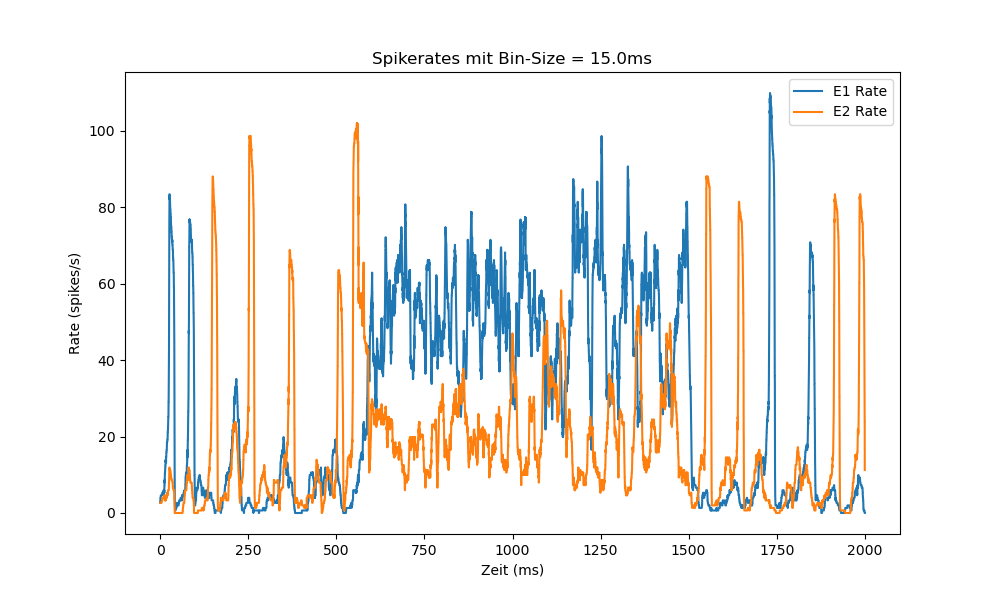 Spikerates mit Bin-Size = 15.0ms
E1 Rate
E2 Rate
100
80
60
40
20
0
Rate (spikes/s)
0 250 500 750 1000 1250 1500 1750 2000
Zeit (ms)